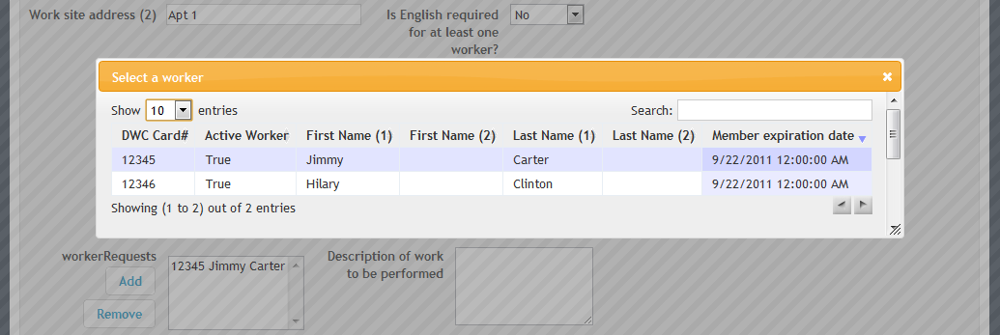 Work site address (2) Apt 1 Is English required No
for at least one
worker?
Select a worker
Show 10 entries Search:
DWC Card# Active Worker First Name (1) First Name (2) Last Name (1) Last Name (2) Member expiration date
12345 True Jimmy Carter 9/22/2011 12:00:00 AM
12346 True Hilary Clinton 9/22/2011 12:00:00 AM
Showing (1 to 2) out of 2 entries
workerRequests 12345 Jimmy Carter Description of work
to be performed
Add
Remove